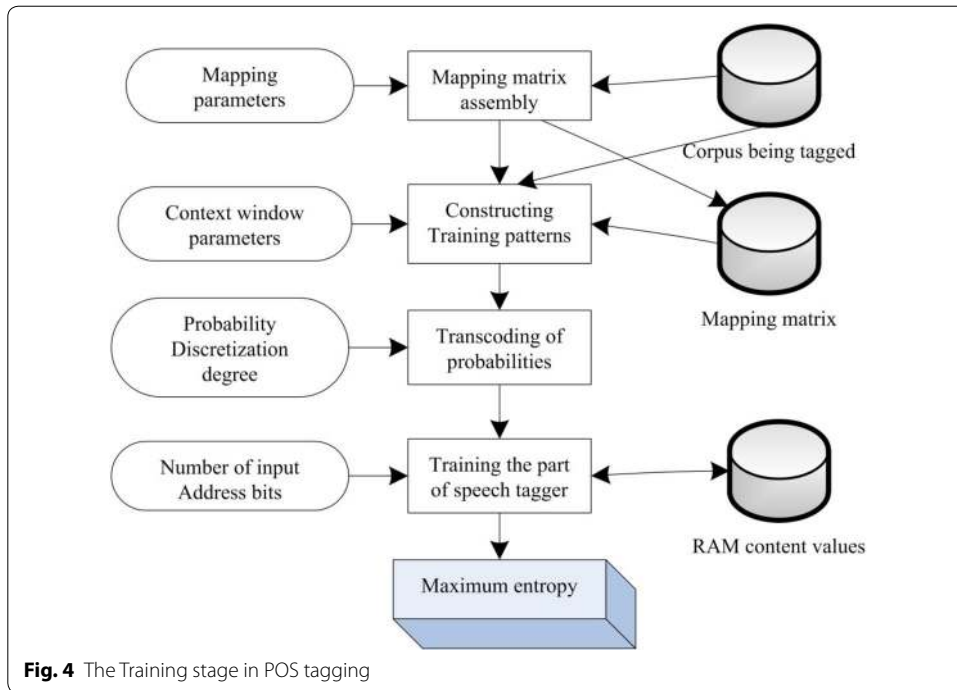 Mapping
parameters
Mapping matrix
assembly
Corpus being tagged
Context window
parameters
Constructing
Training patterns
Mapping matrix
Probability
Discretization
degree
Transcoding of
probabilities
Number of input
Address bits
Training the part
of speech tagger
RAM content values
Maximum entropy
Fig. 4 The Training stage in POS tagging